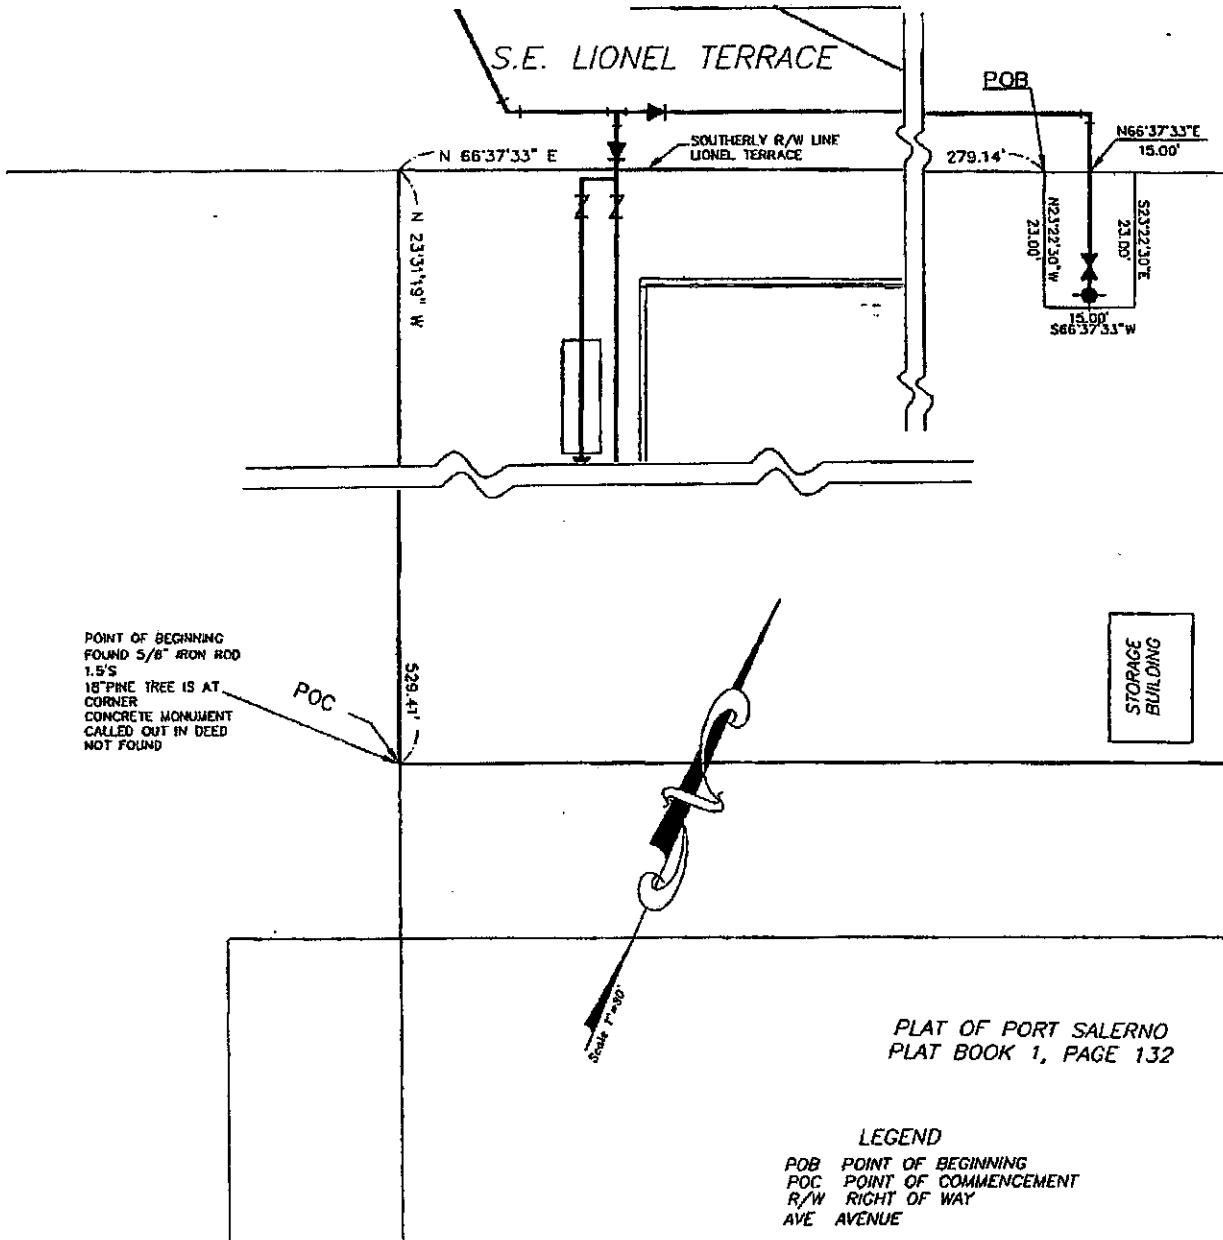 S.E. LIONEL TERRACE
POB
N66°37'33"E
15.00'
N 66°37'33" E
SOUTHERLY R/W LINE
LIONEL TERRACE
279.14'
N 23°31'19" W
N23°22'30"W
23.00'
S23°22'30"E
23.00'
15.00'
S66°37'33"W
POINT OF BEGINNING
FOUND 5/8" IRON ROD
1.5'S
18"PINE TREE IS AT
CORNER
CONCRETE MONUMENT
CALLED OUT IN DEED
NOT FOUND
POC
529.47'
STORAGE
BUILDING
Scale 1"=30'
PLAT OF PORT SALERNO
PLAT BOOK 1, PAGE 132
LEGEND
POB POINT OF BEGINNING
POC POINT OF COMMENCEMENT
R/W RIGHT OF WAY
AVE AVENUE